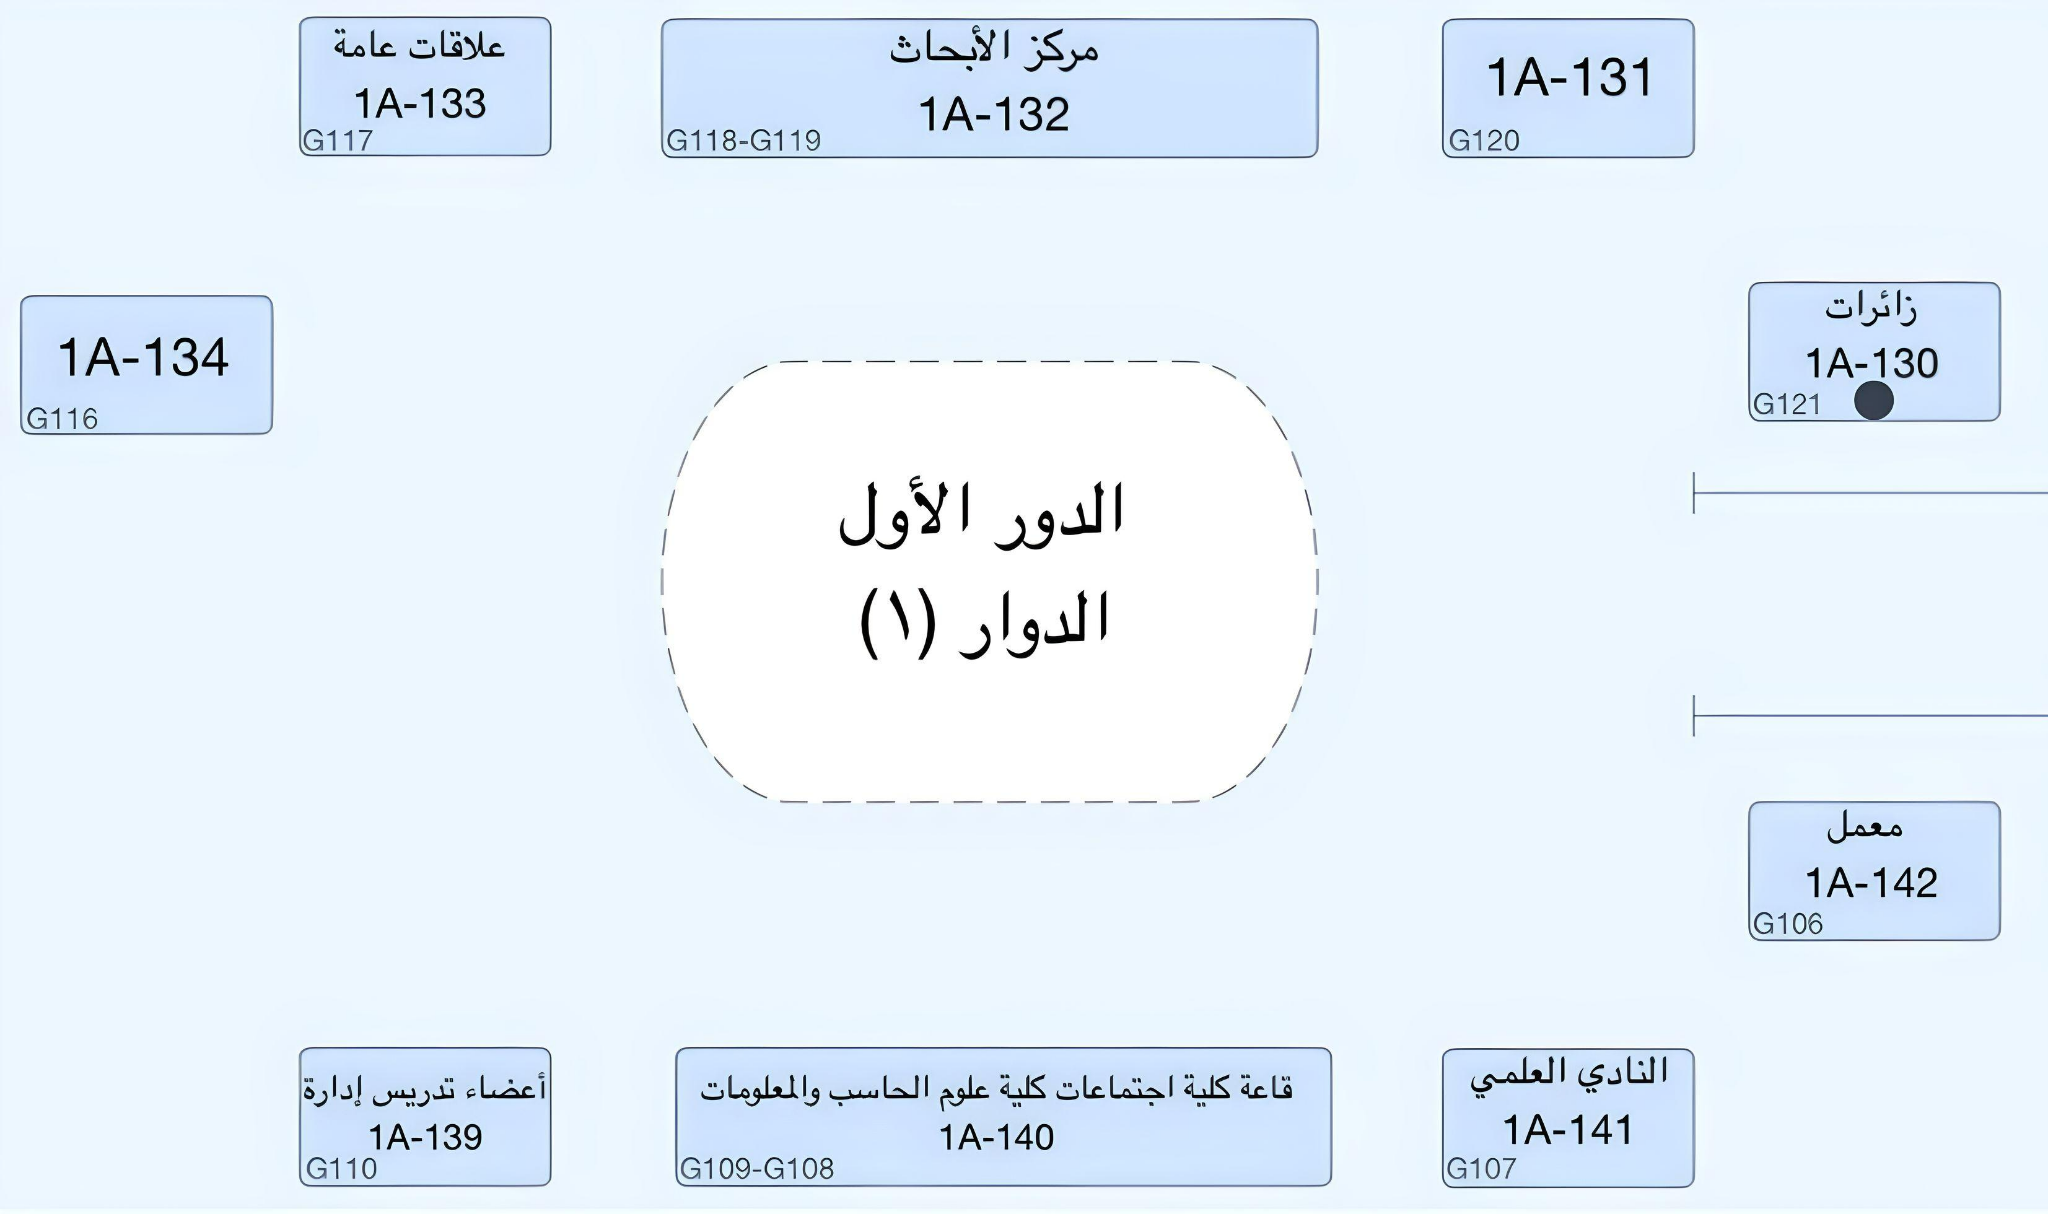 علاقات عامة
1A-133
G117
مركز الأبحاث
1A-132
G118-G119
1A-131
G120
1A-134
G116
زائرات
1A-130
G121
الدور الأول
الدوار (١)
معمل
1A-142
G106
أعضاء تدريس إدارة
1A-139
G110
قاعة كلية اجتماعات كلية علوم الحاسب والمعلومات
1A-140
G109-G108
النادي العلمي
1A-141
G107